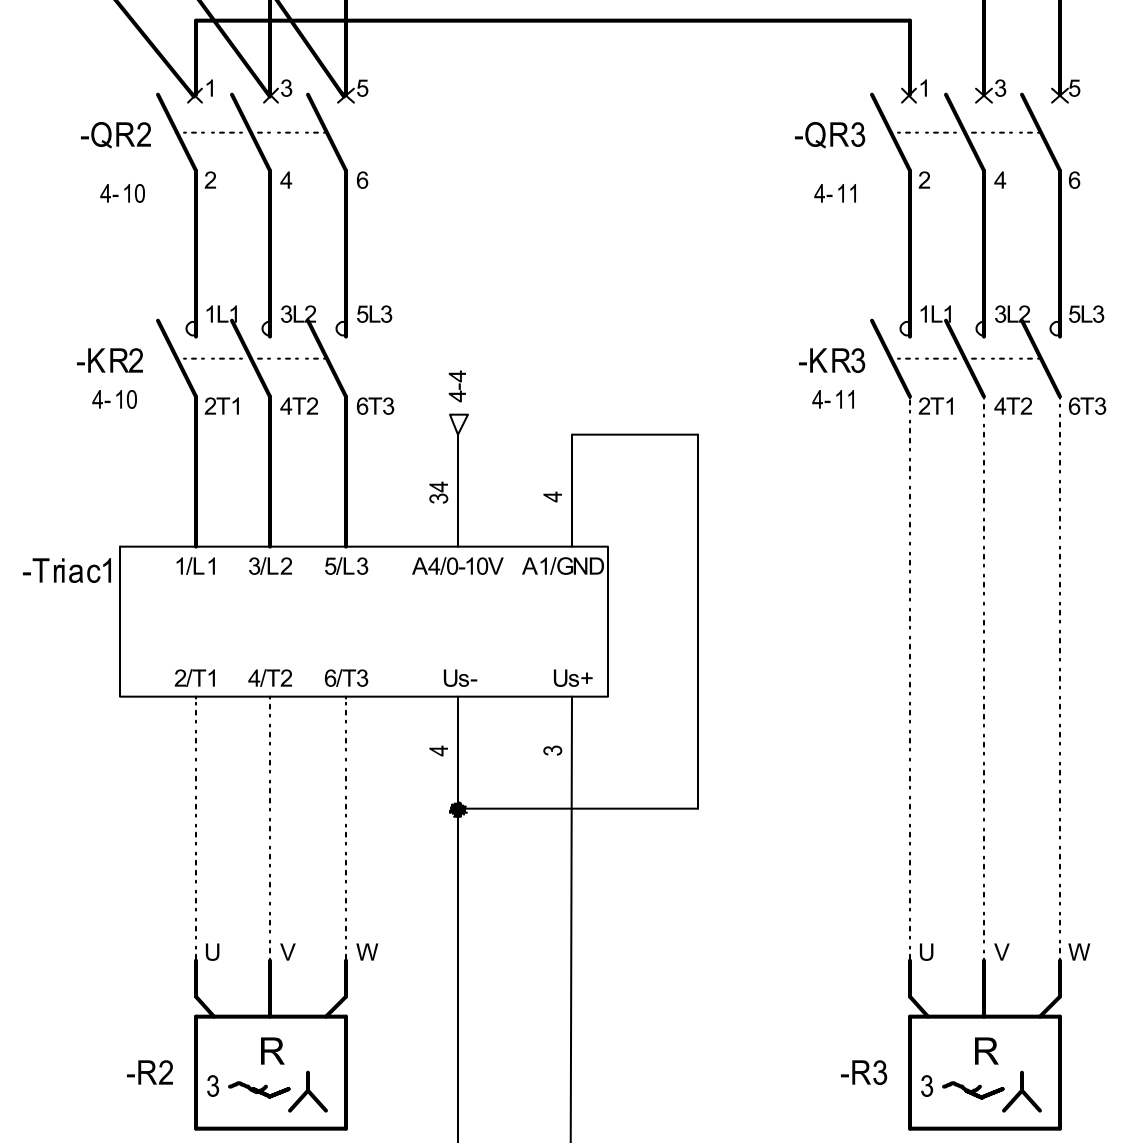 1 3 5 1 3 5
-QR2 -QR3
2 4 6 2 4 6
4-10 4-11
1L1 3L2 5L3 1L1 3L2 5L3
-KR2 -KR3
4-10 4-11
2T1 4T2 6T3 2T1 4T2 6T3
4-4
34 4
-Triac1 1/L1 3/L2 5/L3 A4/0-10V A1/GND
2/T1 4/T2 6/T3 Us- Us+
4 3
U V W U V W
R R
-R2 3 -R3 3